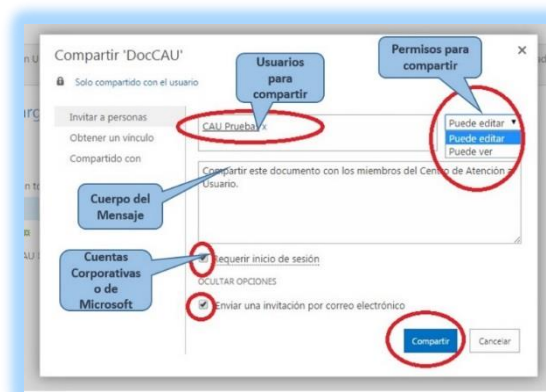 Compartir 'DocCAU'
Solo compartido con el usuario
Usuarios
para
compartir
Permisos para
compartir
Invitar a personas
Obtener un vínculo
Compartido con
CAU Prueba x
Puede editar
Puede editar
Puede ver
Compartir este documento con los miembros del Centro de Atención a
Usuario.
Cuerpo del
Mensaje
Cuentas
Corporativas
o de
Microsoft
Requerir inicio de sesión
OCULTAR OPCIONES
Enviar una invitación por correo electrónico
Compartir
Cancelar